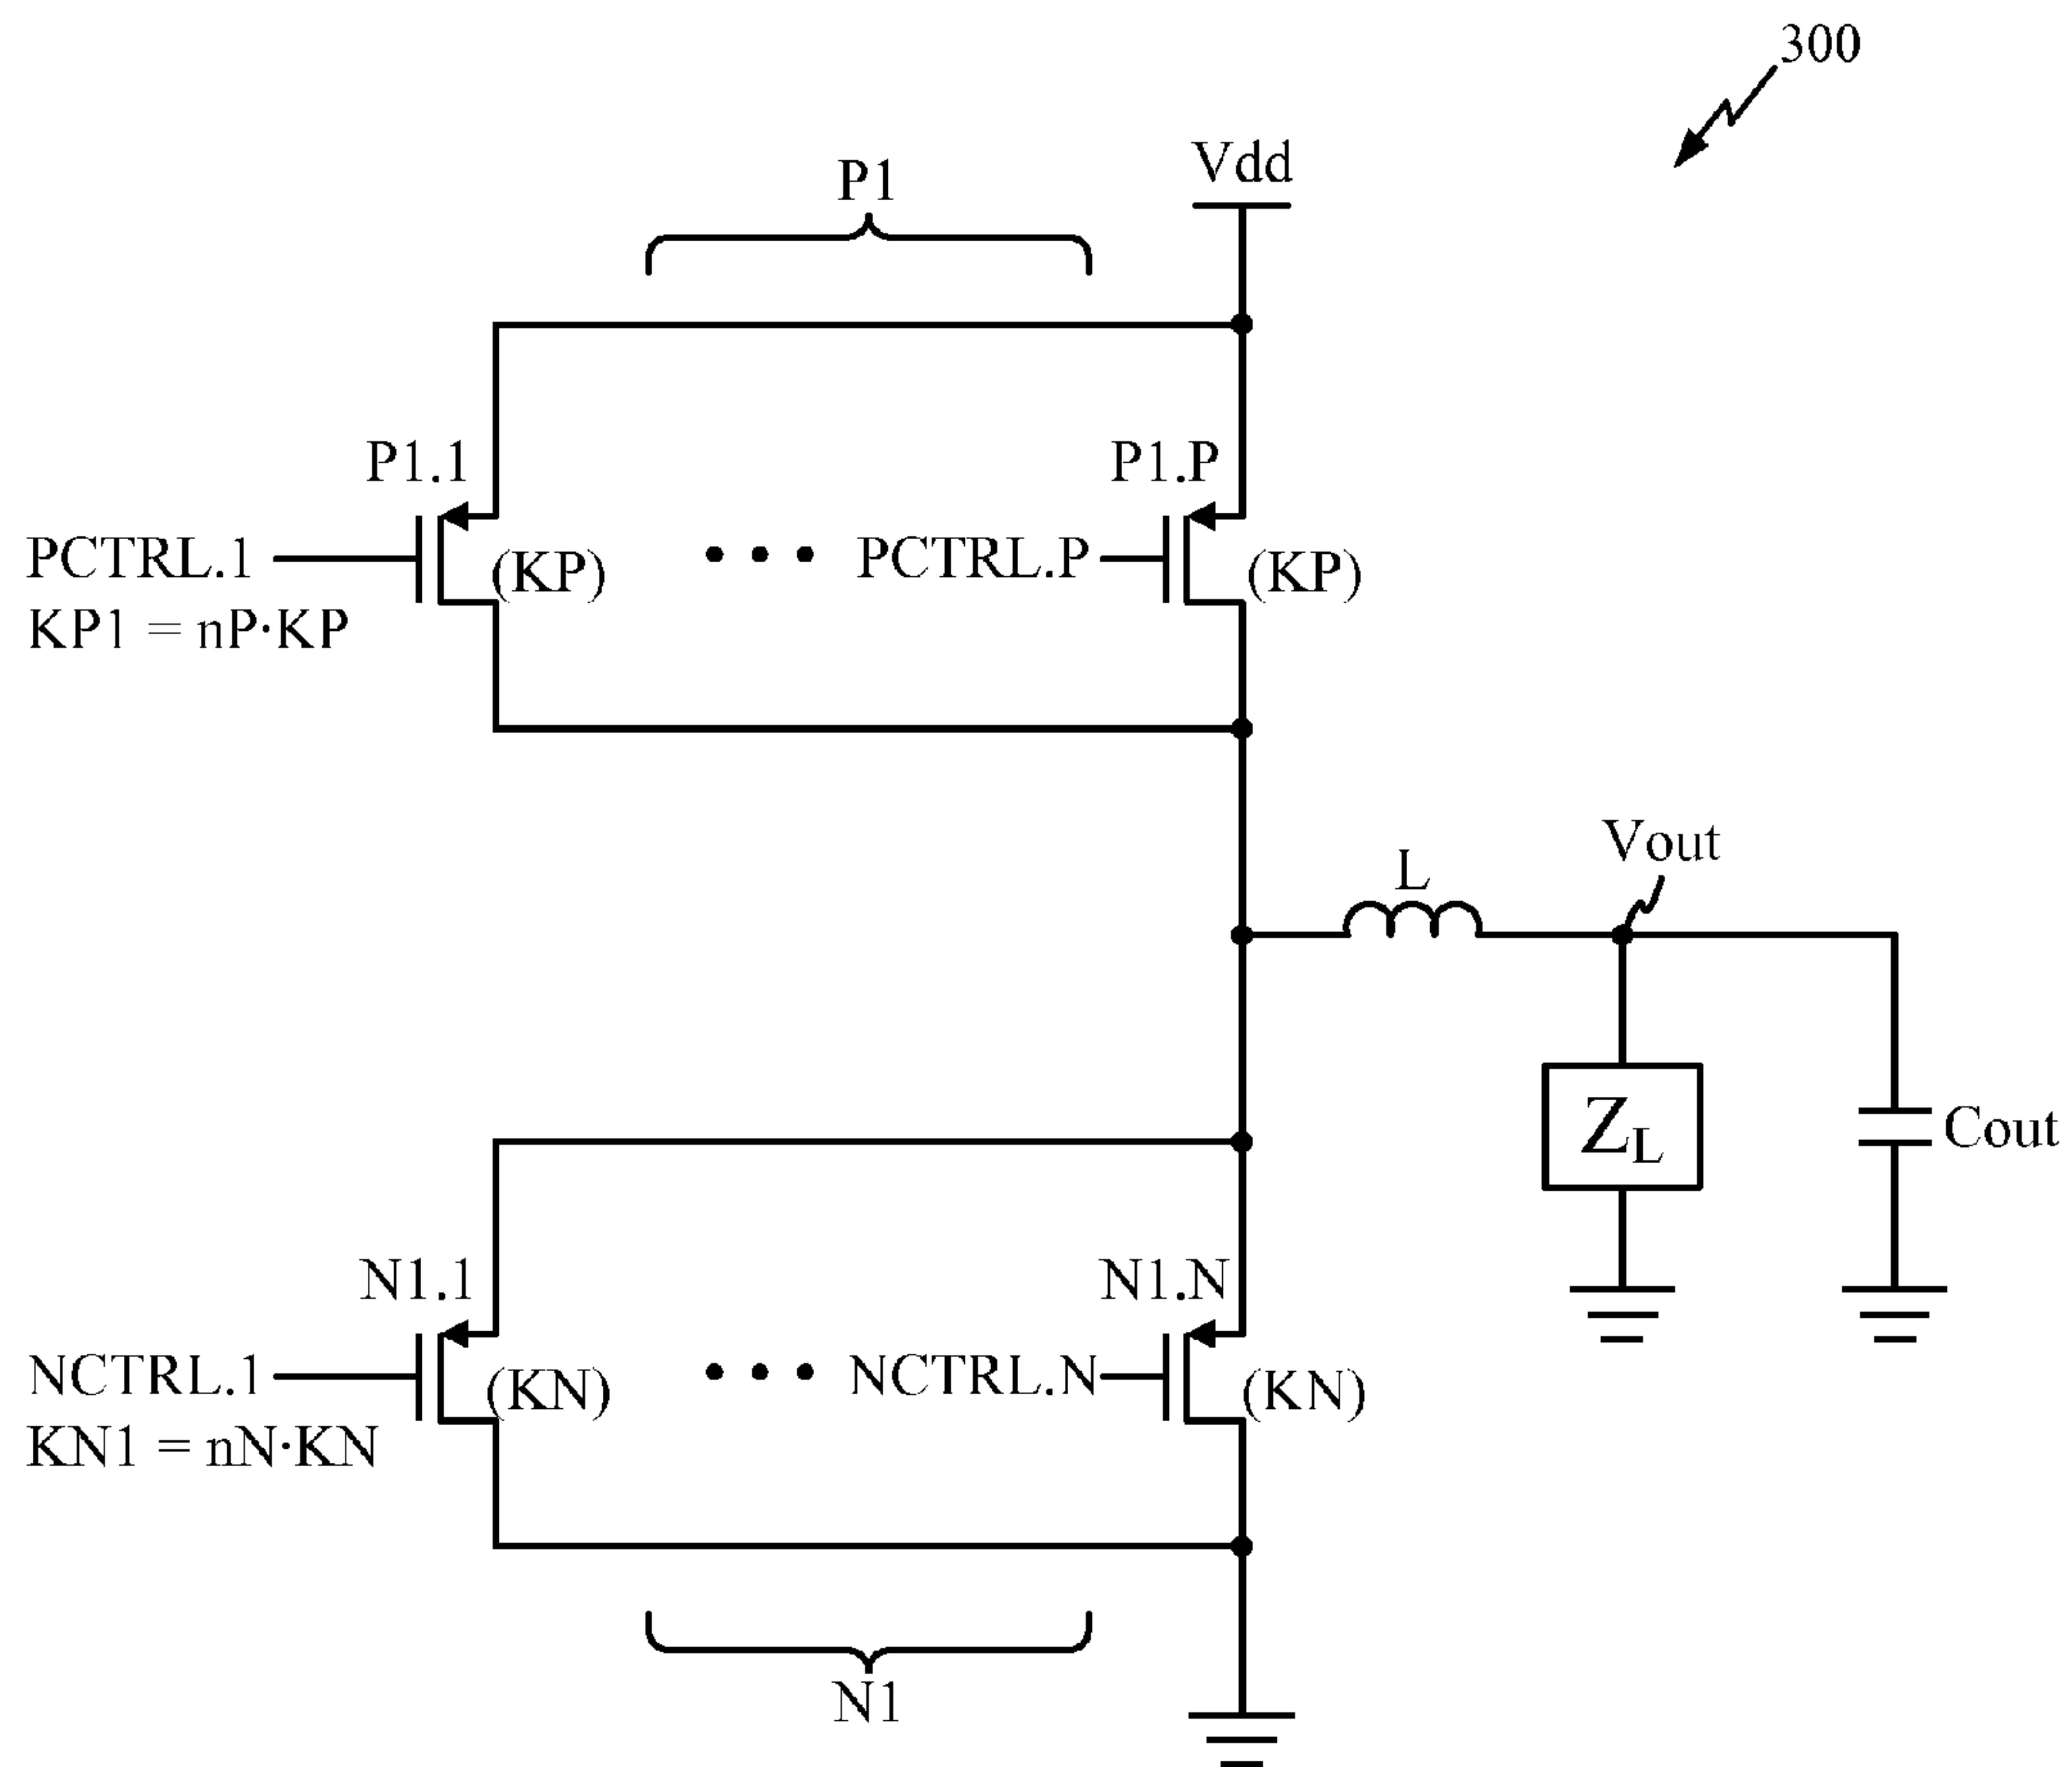 300
Vdd
P1
P1.1
P1.P
PCTRL.1
(KP)
PCTRL.P
(KP)
KP1 = nP·KP
Vout
L
Z_L
Cout
N1.1
N1.N
NCTRL.1
(KN)
NCTRL.N
(KN)
KN1 = nN·KN
N1